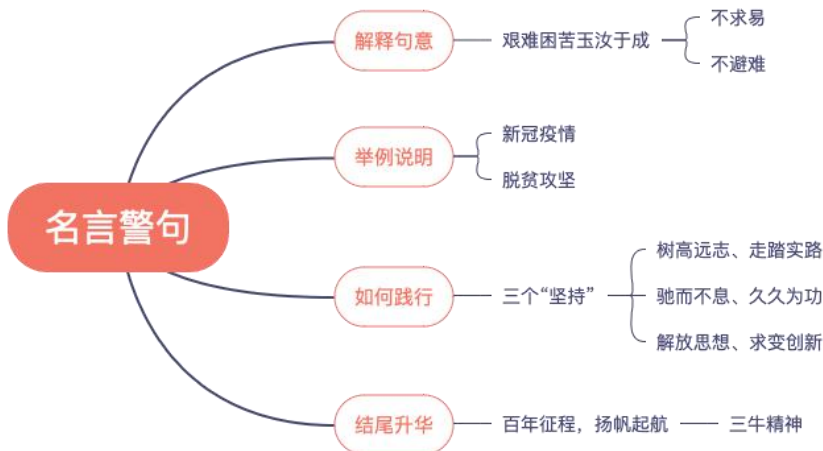 名言警句
解释句意
艰难困苦玉汝于成
不求易
不避难
举例说明
新冠疫情
脱贫攻坚
如何践行
三个“坚持”
树高远志、走踏实路
驰而不息、久久为功
解放思想、求变创新
结尾升华
百年征程，扬帆起航
三牛精神